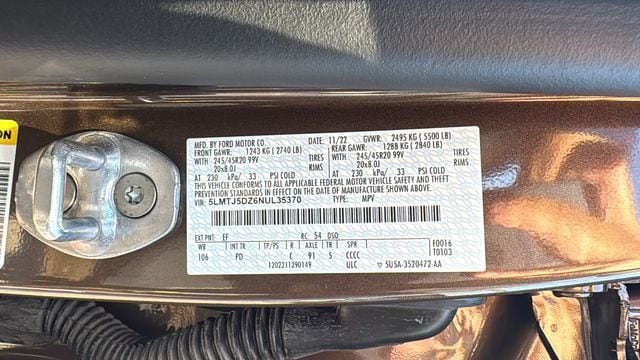 ON
MFD. BY FORD MOTOR CO. 11/22 GVWR: 2495 KG ( 5500 LB)
FRONT GAWR: 1243 KG ( 2740 LB) REAR GAWR: 1288 KG ( 2840 LB)
WITH 245/45R20 99V TIRES WITH 245/45R20 99V TIRES
20x8.0J RIMS 20x8.0J RIMS
AT 230 kPa/ 33 PSI COLD AT 230 kPa/ 33 PSI COLD
THIS VEHICLE CONFORMS TO ALL APPLICABLE FEDERAL MOTOR VEHICLE SAFETY AND THEFT
PREVENTION STANDARDS IN EFFECT ON THE DATE OF MANUFACTURE SHOWN ABOVE.
VIN: 5LMTJ5DZ6NUL35370 TYPE: MPV
EXT PNT: EF RC: 54 DSO: F0016
WB INT TR TP/PS R AXLE TR SPR T0103
106 PD C 91 5 CCCC
1202211290149 ULC ▽ 5U5A-3520472-AA